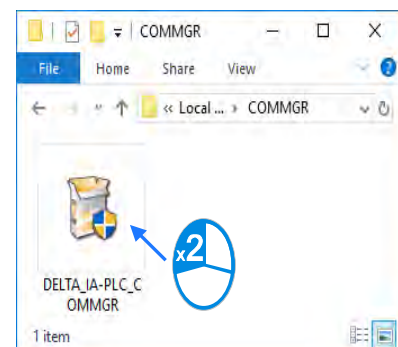 COMMGR
File Home Share View
« Local ... › COMMGR
x2
DELTA_IA-PLC_C
OMMGR
1 item